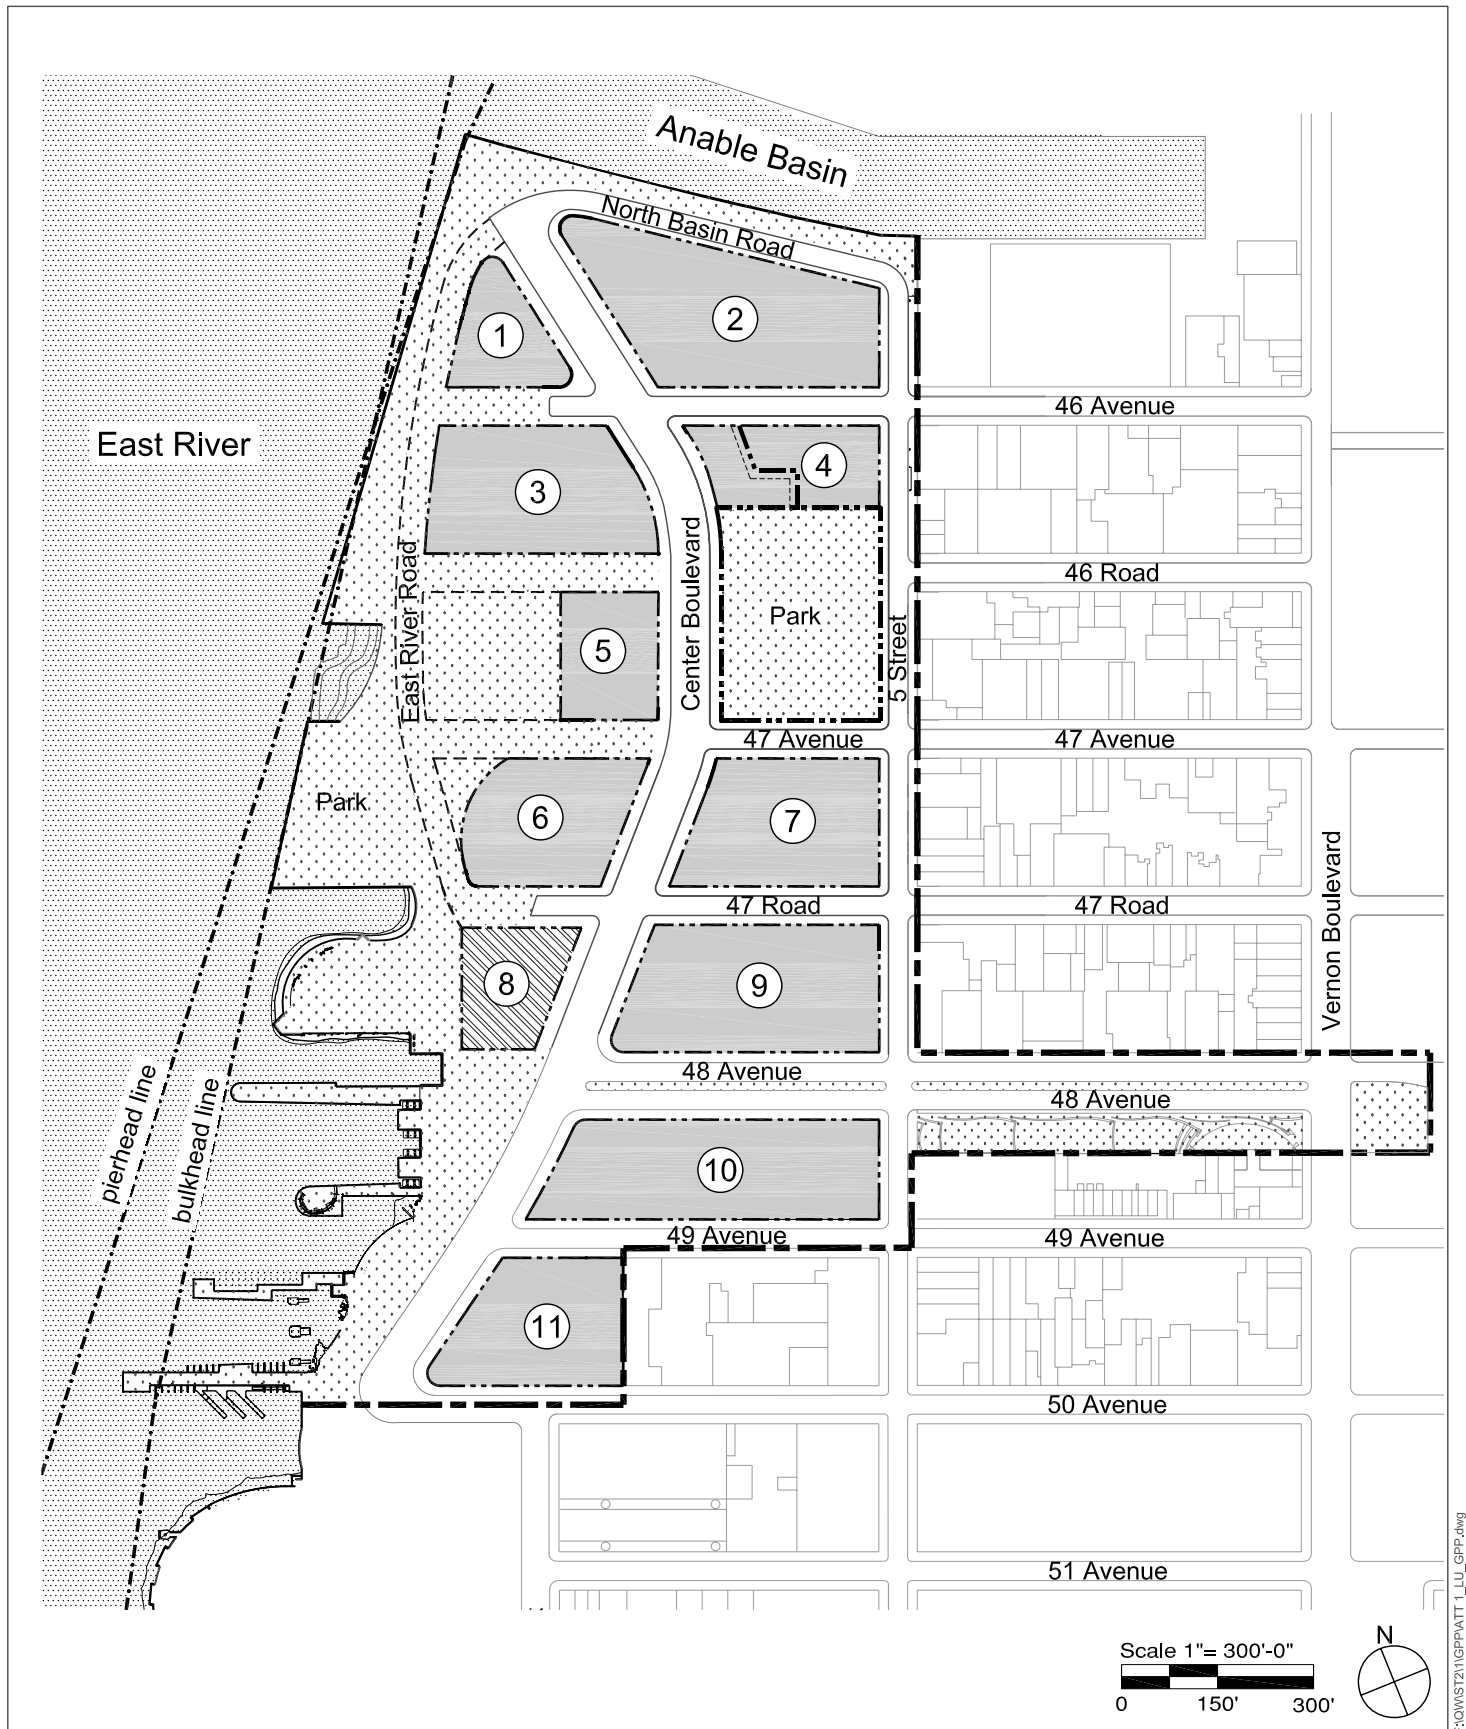 Anable Basin
North Basin Road
1
2
46 Avenue
East River
3
4
46 Road
East River Road
Center Boulevard
Park
5
5 Street
47 Avenue
47 Avenue
Park
6
7
Vernon Boulevard
47 Road
47 Road
8
9
pierhead line
bulkhead line
48 Avenue
48 Avenue
10
49 Avenue
49 Avenue
11
50 Avenue
51 Avenue
Scale 1"= 300'-0"
0 150' 300'
N